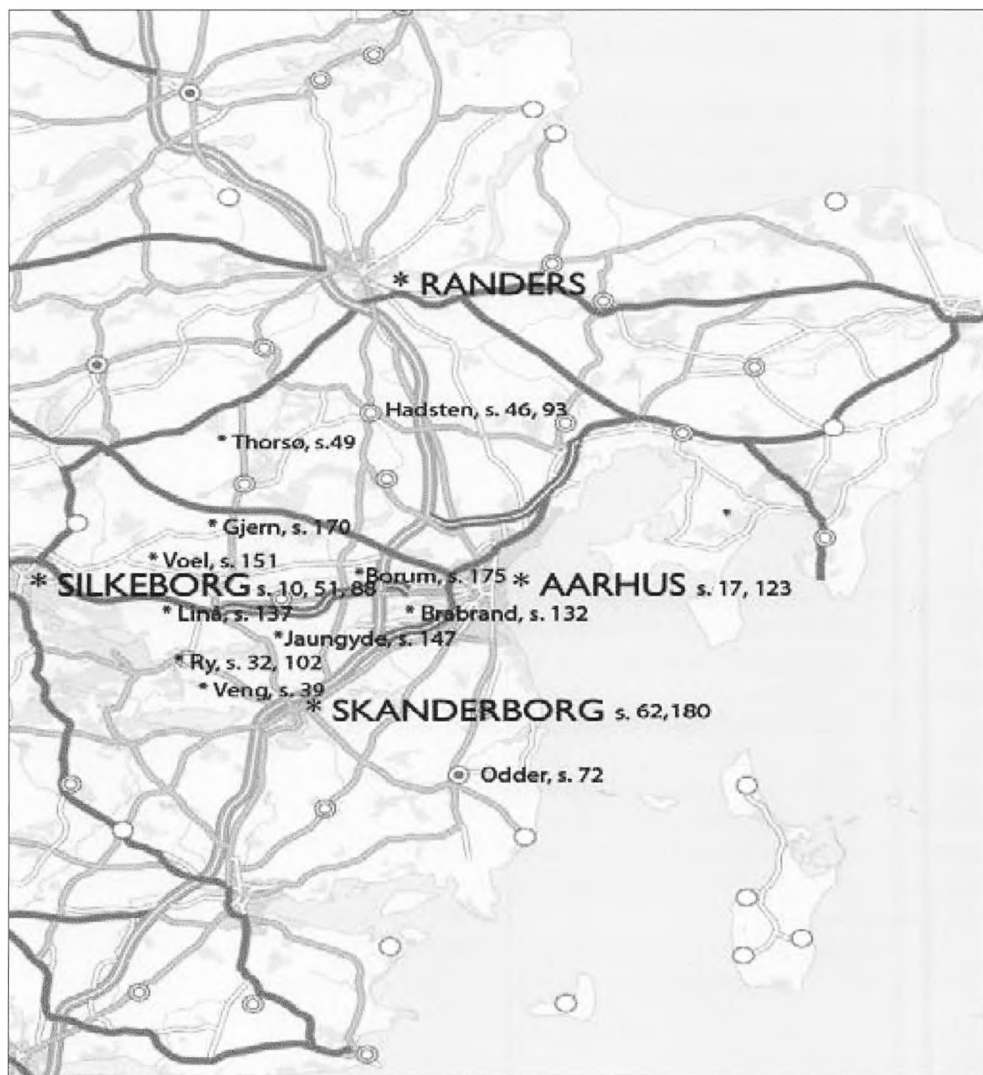 * RANDERS
Hadsten, s. 46, 93
* Thorsø, s.49
* Gjern, s. 170
* Voel, s. 151
* SILKEBORG s. 10, 51, 88
* Borum, s. 175
* AARHUS s. 17, 123
* Linå, s. 137
* Brabrand, s. 132
* Jaungyde, s. 147
* Ry, s. 32, 102
* Veng, s. 39
* SKANDERBORG s. 62,180
Odder, s. 72
*